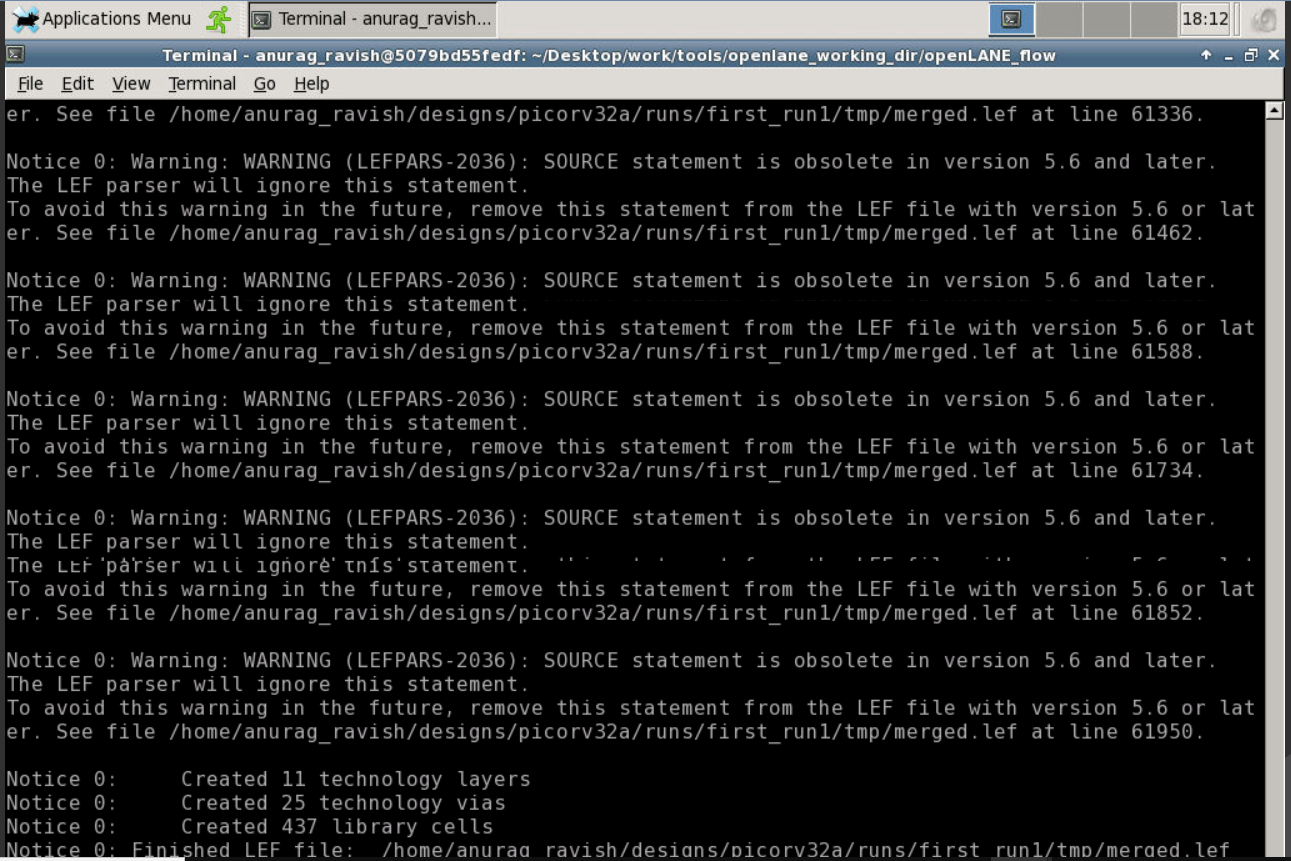 Applications Menu
Terminal - anurag_ravish...
18:12
Terminal - anurag_ravish@5079bd55fedf: ~/Desktop/work/tools/openlane_working_dir/openLANE_flow
File Edit View Terminal Go Help
er. See file /home/anurag_ravish/designs/picorv32a/runs/first_run1/tmp/merged.lef at line 61336.
Notice 0: Warning: WARNING (LEFPARS-2036): SOURCE statement is obsolete in version 5.6 and later.
The LEF parser will ignore this statement.
To avoid this warning in the future, remove this statement from the LEF file with version 5.6 or lat
er. See file /home/anurag_ravish/designs/picorv32a/runs/first_run1/tmp/merged.lef at line 61462.
Notice 0: Warning: WARNING (LEFPARS-2036): SOURCE statement is obsolete in version 5.6 and later.
The LEF parser will ignore this statement.
To avoid this warning in the future, remove this statement from the LEF file with version 5.6 or lat
er. See file /home/anurag_ravish/designs/picorv32a/runs/first_run1/tmp/merged.lef at line 61588.
Notice 0: Warning: WARNING (LEFPARS-2036): SOURCE statement is obsolete in version 5.6 and later.
The LEF parser will ignore this statement.
To avoid this warning in the future, remove this statement from the LEF file with version 5.6 or lat
er. See file /home/anurag_ravish/designs/picorv32a/runs/first_run1/tmp/merged.lef at line 61734.
Notice 0: Warning: WARNING (LEFPARS-2036): SOURCE statement is obsolete in version 5.6 and later.
The LEF parser will ignore this statement.
The LEF parser will ignore this statement.
To avoid this warning in the future, remove this statement from the LEF file with version 5.6 or lat
er. See file /home/anurag_ravish/designs/picorv32a/runs/first_run1/tmp/merged.lef at line 61852.
Notice 0: Warning: WARNING (LEFPARS-2036): SOURCE statement is obsolete in version 5.6 and later.
The LEF parser will ignore this statement.
To avoid this warning in the future, remove this statement from the LEF file with version 5.6 or lat
er. See file /home/anurag_ravish/designs/picorv32a/runs/first_run1/tmp/merged.lef at line 61950.
Notice 0: Created 11 technology layers
Notice 0: Created 25 technology vias
Notice 0: Created 437 library cells
Notice 0: Finished LEF file: /home/anurag_ravish/designs/picorv32a/runs/first_run1/tmp/merged.lef